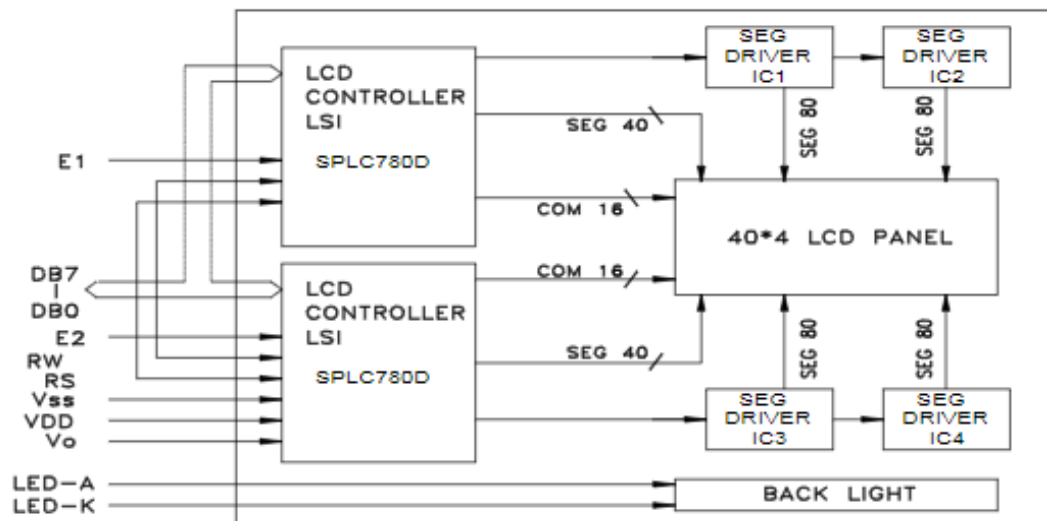 LCD
CONTROLLER
LSI
SPLC780D
SEG
DRIVER
IC1
SEG
DRIVER
IC2
SEG 40
SEG 80
SEG 80
COM 16
E1
40*4 LCD PANEL
DB7
DB0
E2
RW
RS
Vss
VDD
Vo
LCD
CONTROLLER
LSI
SPLC780D
COM 16
SEG 40
SEG 80
SEG 80
SEG
DRIVER
IC3
SEG
DRIVER
IC4
LED-A
LED-K
BACK LIGHT